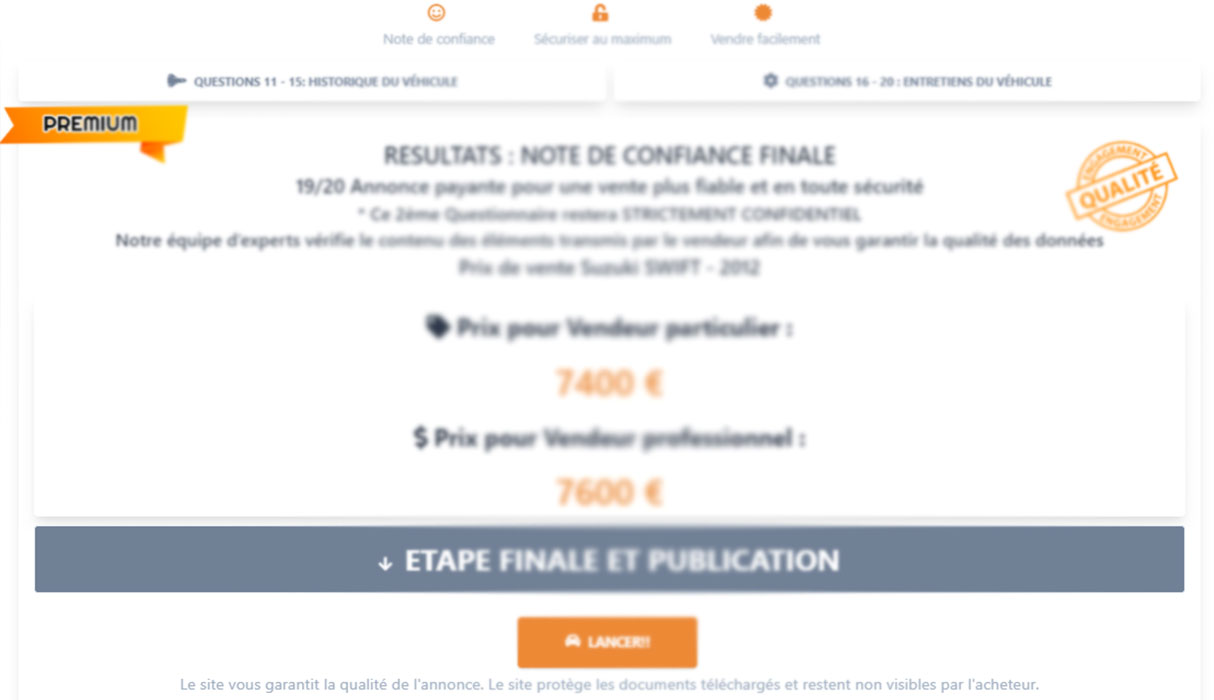 Note de confiance Sécuriser au maximum Vendre facilement
QUESTIONS 11 - 15: HISTORIQUE DU VÉHICULE QUESTIONS 16 - 20 : ENTRETIENS DU VÉHICULE
PREMIUM
RESULTATS : NOTE DE CONFIANCE FINALE
ENGAGEMENT
QUALITÉ
ENGAGEMENT
19/20 Annonce payante pour une vente plus fiable et en toute sécurité
* Ce 2ème Questionnaire restera STRICTEMENT CONFIDENTIEL
Notre équipe d'experts vérifie le contenu des éléments transmis par le vendeur afin de vous garantir la qualité des données
Prix de vente Suzuki SWIFT - 2012
Prix pour Vendeur particulier :
7400 €
$ Prix pour Vendeur professionnel :
7600 €
↓ ETAPE FINALE ET PUBLICATION
LANCER!!
Le site vous garantit la qualité de l'annonce. Le site protège les documents téléchargés et restent non visibles par l'acheteur.